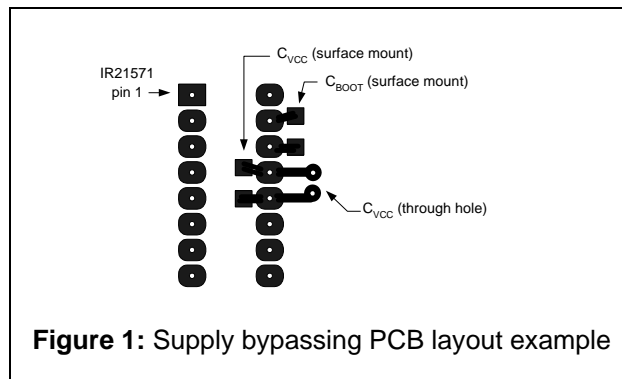 C_VCC (surface mount)
IR21571
pin 1
C_BOOT (surface mount)
C_VCC (through hole)
Figure 1: Supply bypassing PCB layout example